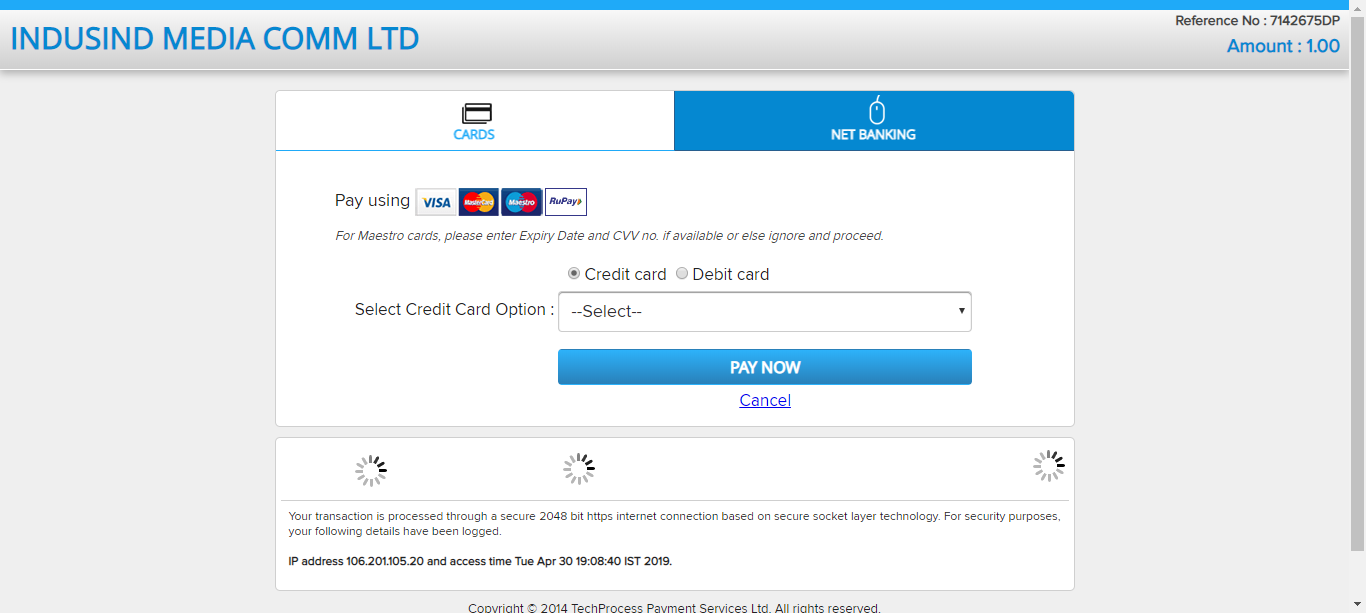 INDUSIND MEDIA COMM LTD
Reference No : 7142675DP
Amount : 1.00
CARDS
NET BANKING
Pay using VISA MasterCard Maestro RuPay
For Maestro cards, please enter Expiry Date and CVV no. if available or else ignore and proceed.
Credit card Debit card
Select Credit Card Option : --Select--
PAY NOW
Cancel
Your transaction is processed through a secure 2048 bit https internet connection based on secure socket layer technology. For security purposes,
your following details have been logged.
IP address 106.201.105.20 and access time Tue Apr 30 19:08:40 IST 2019.
Copyright © 2014 TechProcess Payment Services Ltd. All rights reserved.